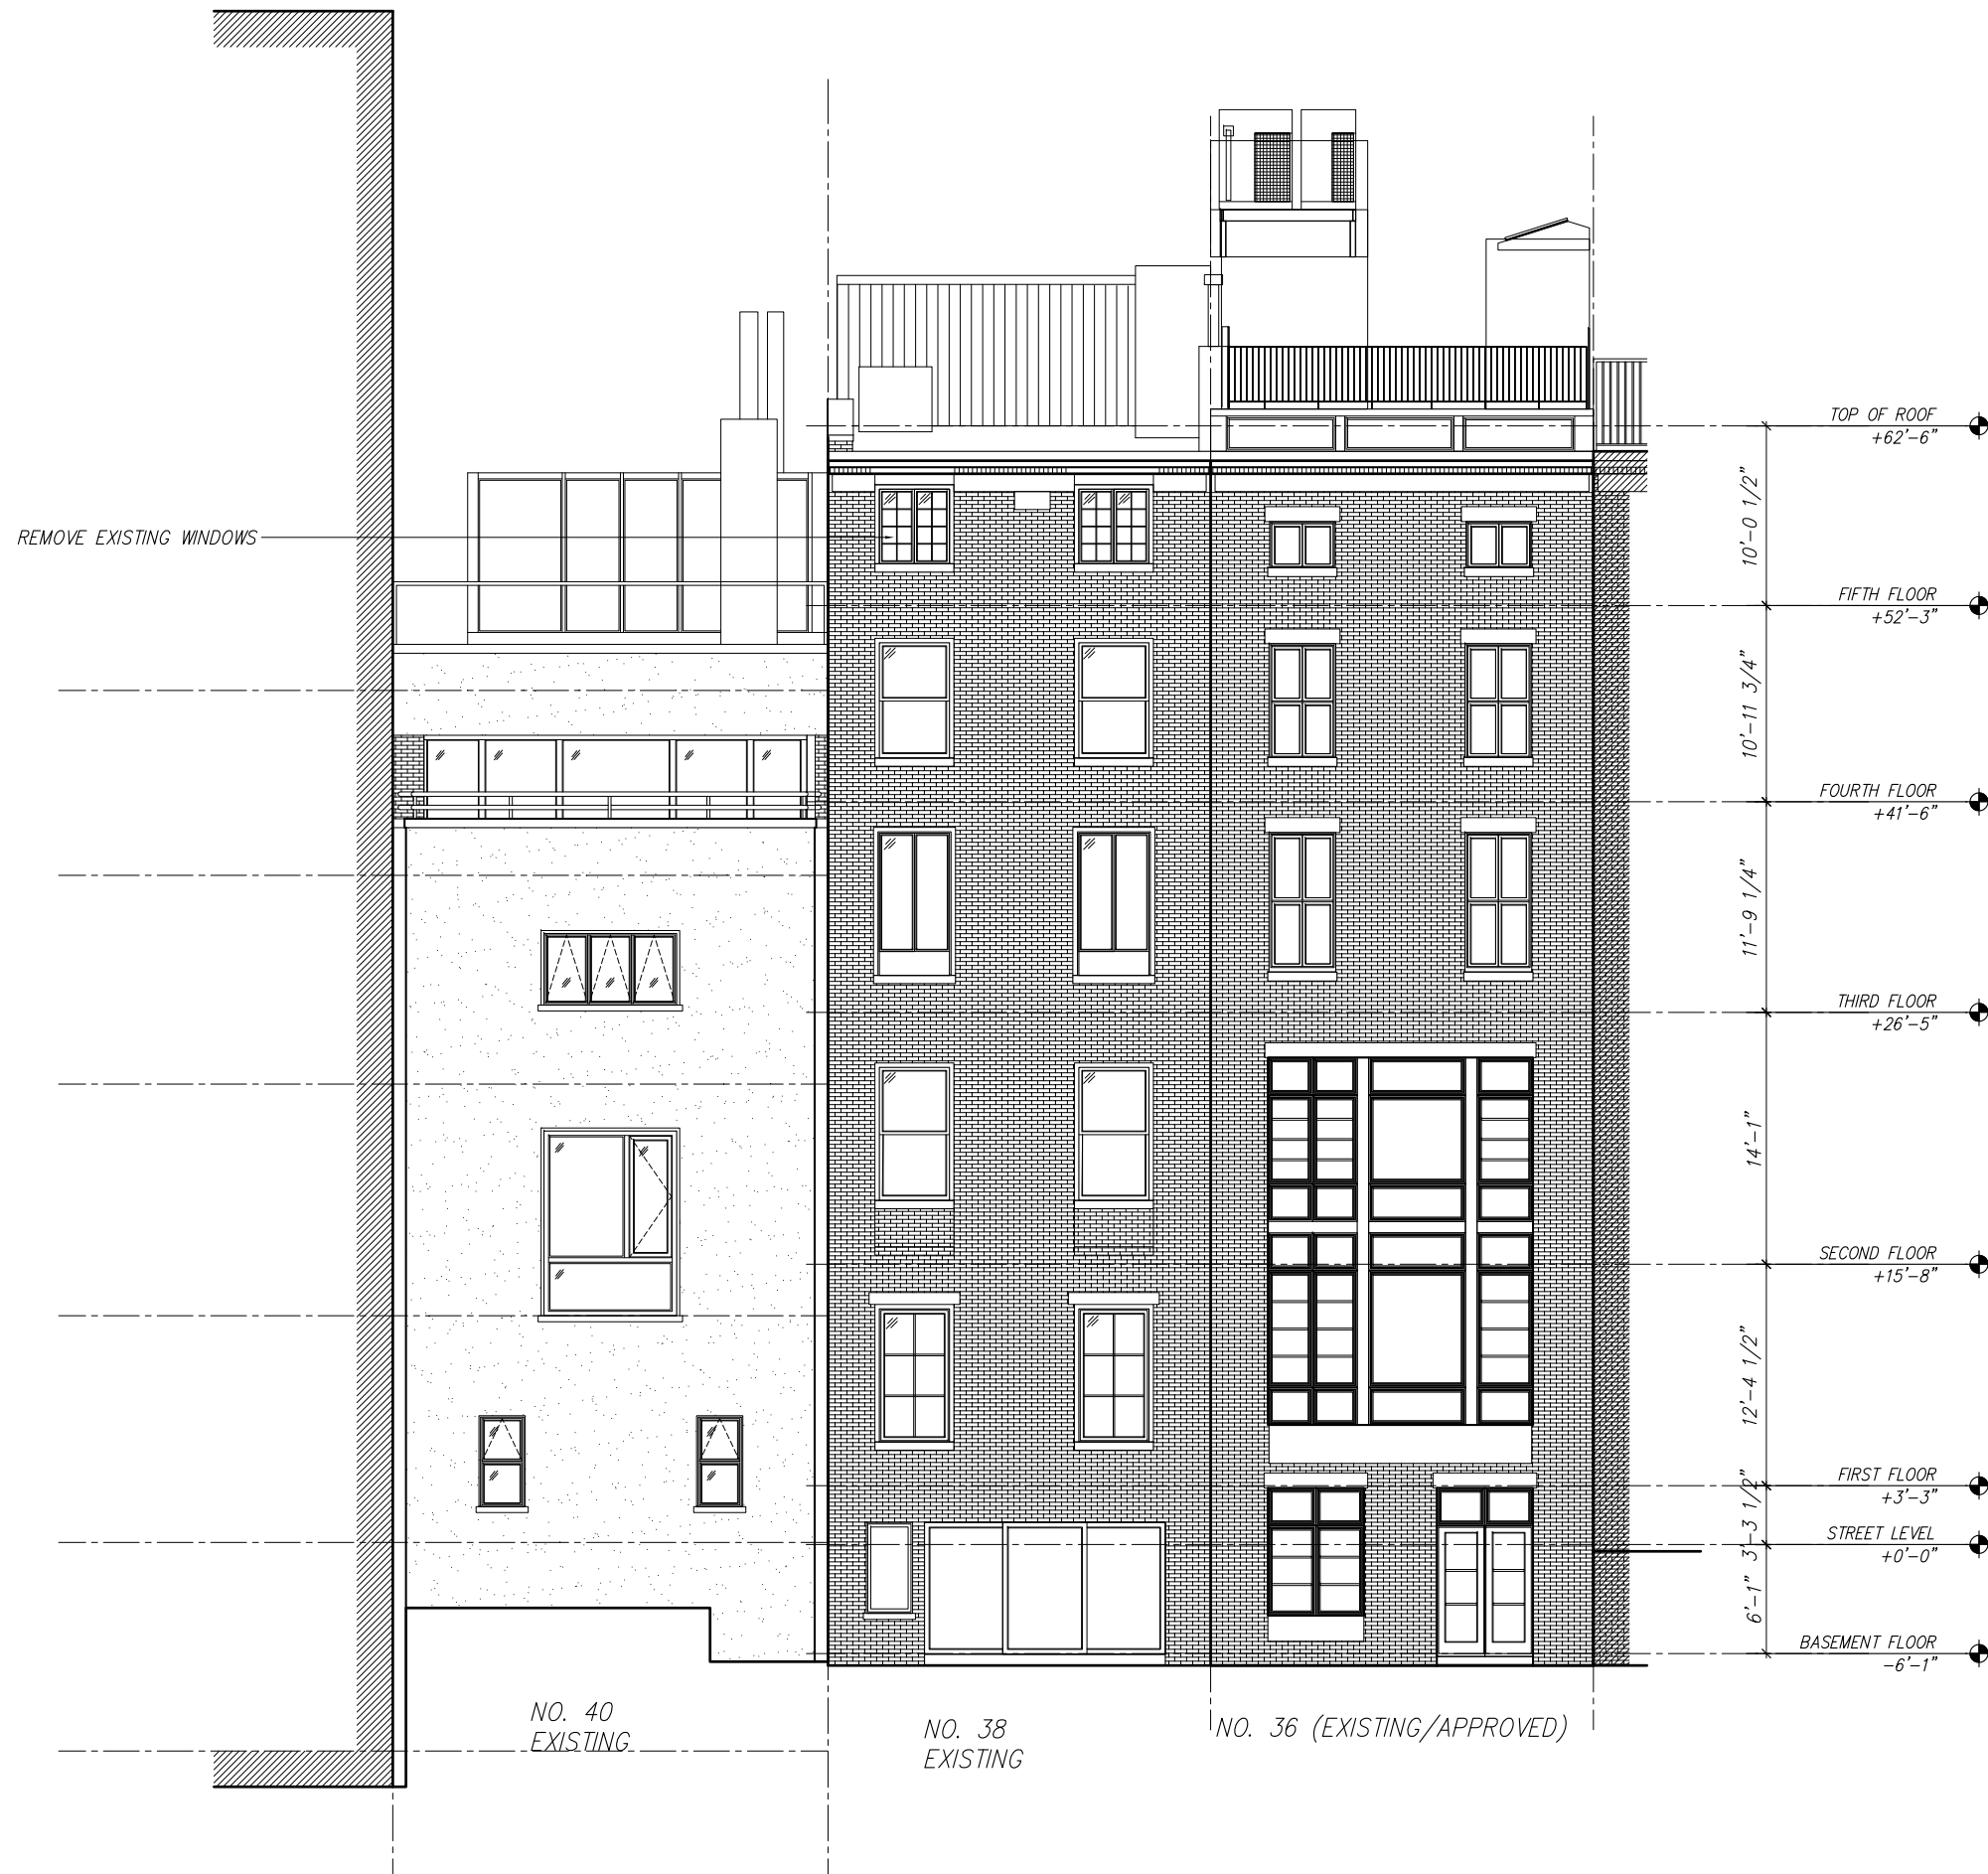 TOP OF ROOF
+62'-6"
10'-0 1/2"
REMOVE EXISTING WINDOWS
FIFTH FLOOR
+52'-3"
10'-11 3/4"
FOURTH FLOOR
+41'-6"
11'-9 1/4"
THIRD FLOOR
+26'-5"
14'-1"
SECOND FLOOR
+15'-8"
12'-4 1/2"
FIRST FLOOR
+3'-3"
3'-3 1/2"
STREET LEVEL
+0'-0"
6'-1"
BASEMENT FLOOR
-6'-1"
NO. 40
EXISTING
NO. 38
EXISTING
NO. 36 (EXISTING/APPROVED)